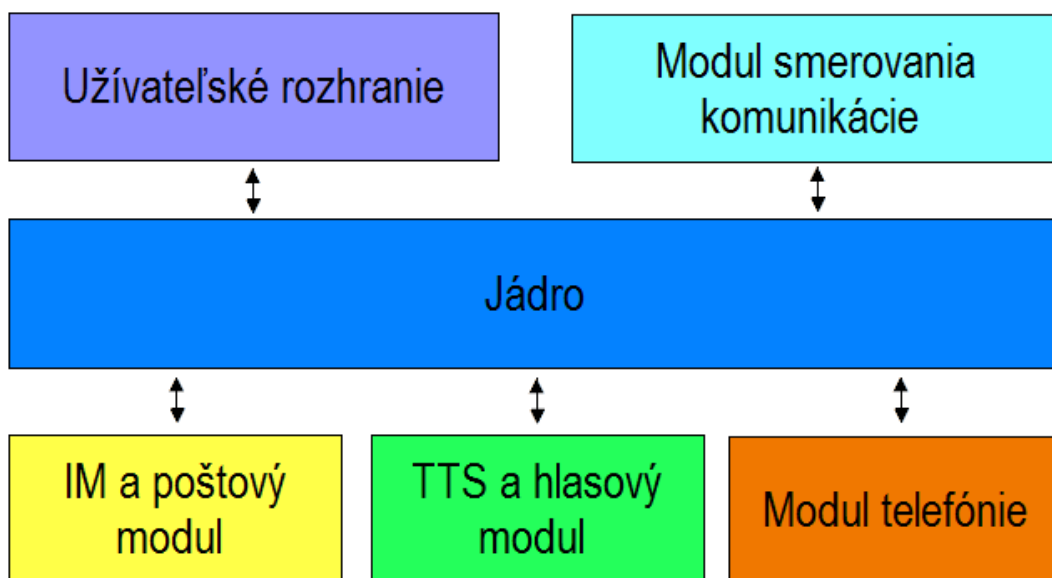 Užívateľské rozhranie
Modul smerovania
komunikácie
Jádro
IM a poštový
modul
TTS a hlasový
modul
Modul telefónie